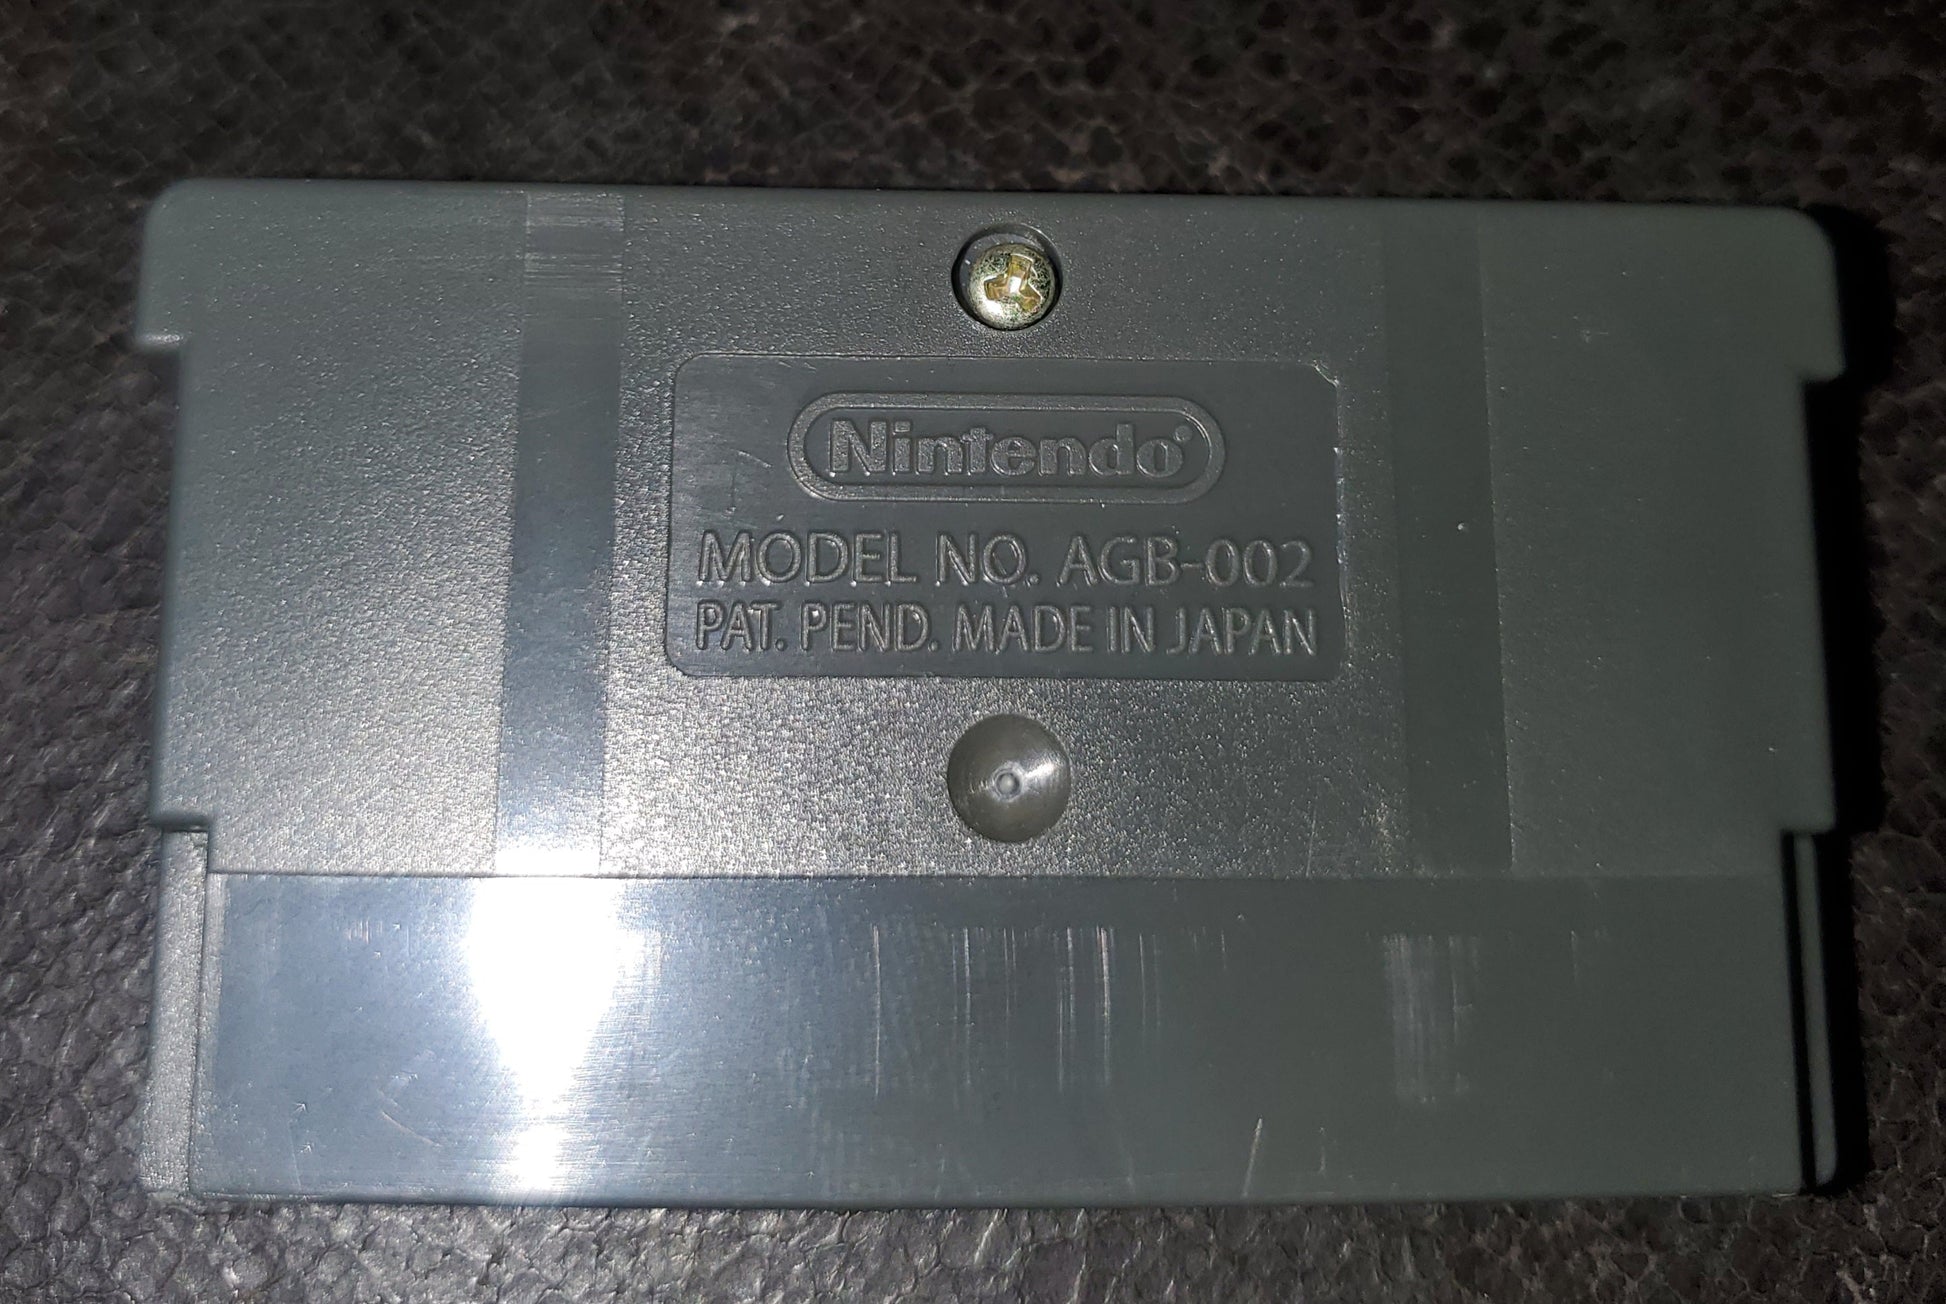 Nintendo
MODEL NO. AGB-002
PAT. PEND. MADE IN JAPAN